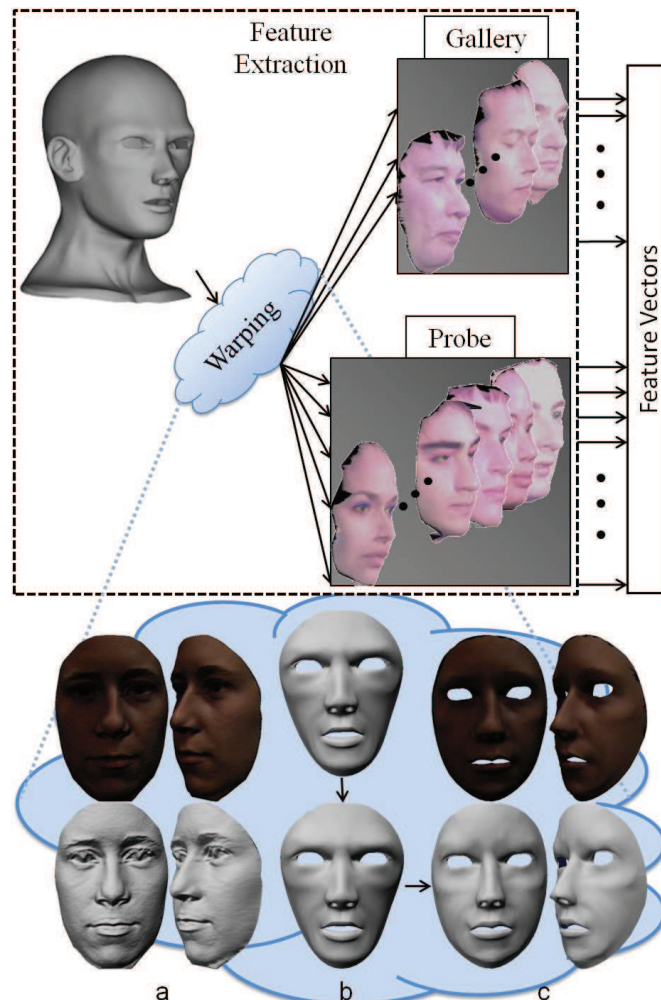 Feature
Extraction
Gallery
Warping
Probe
Feature Vectors
a
b
c